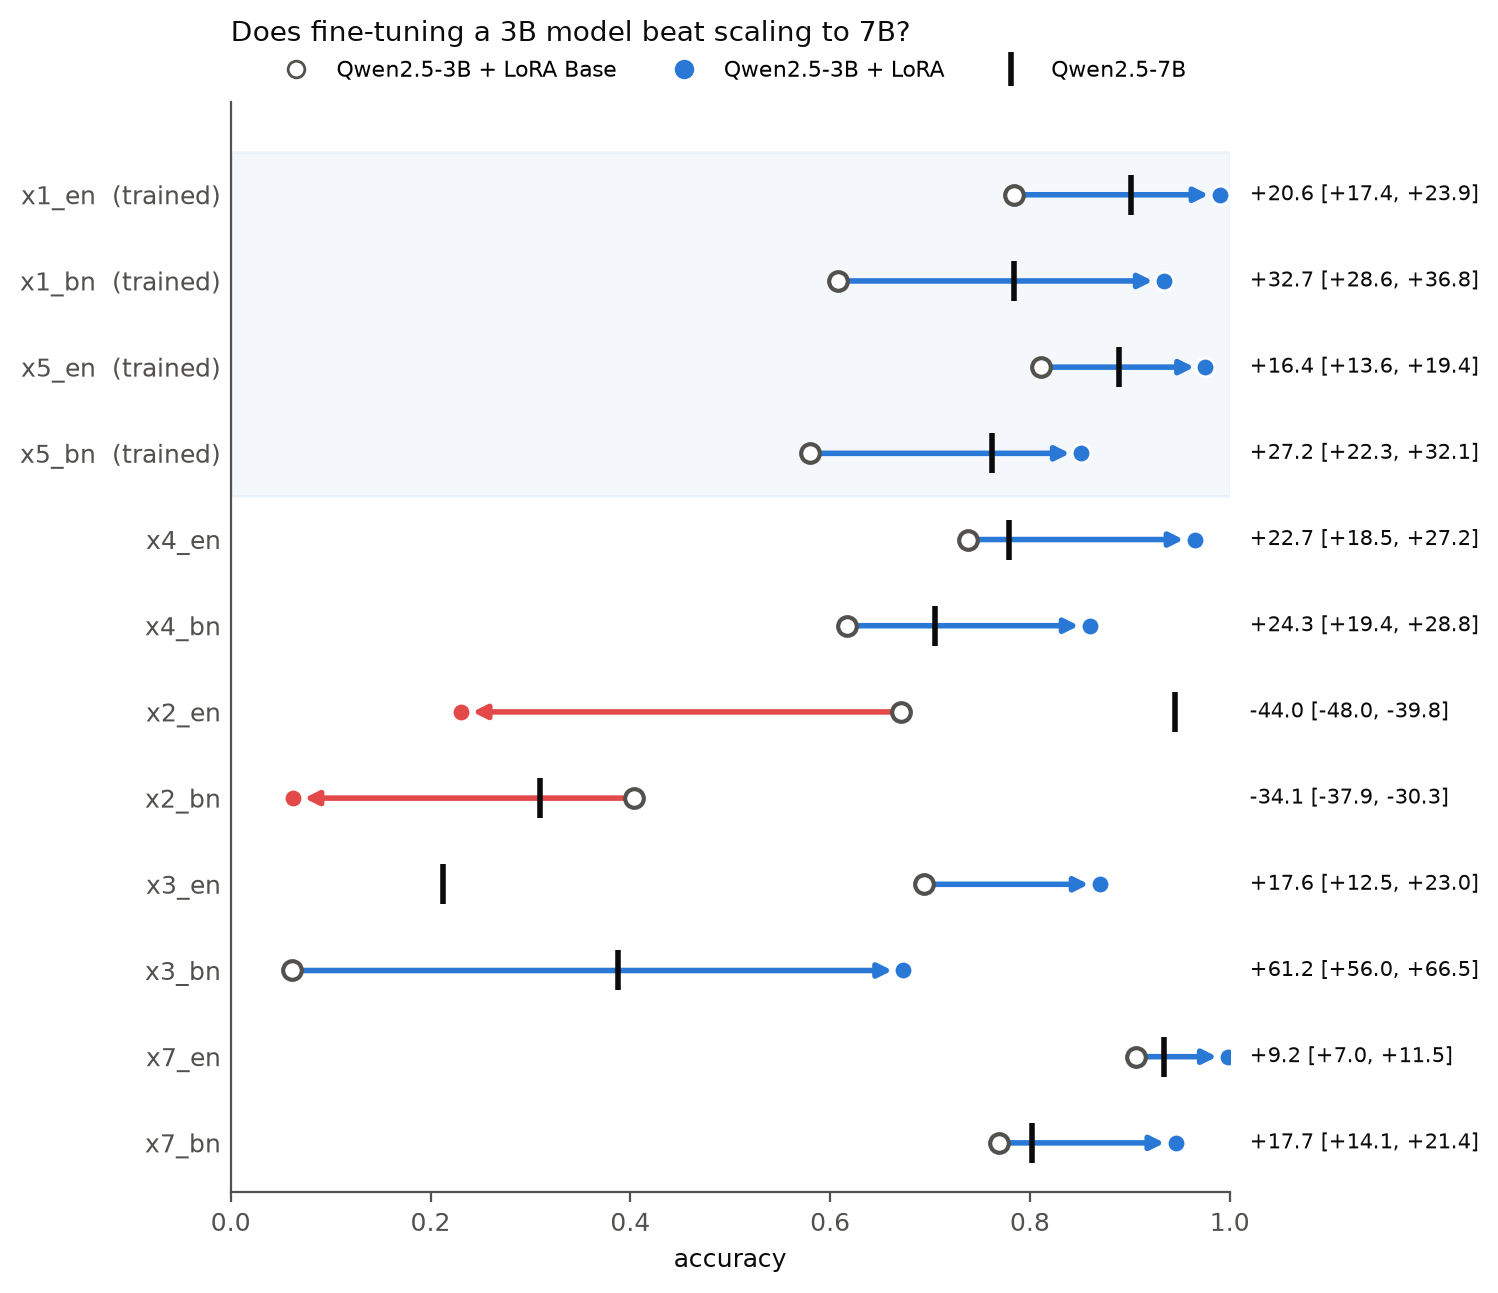 Does fine-tuning a 3B model beat scaling to 7B?
Qwen2.5-3B + LoRA Base
Qwen2.5-3B + LoRA
Qwen2.5-7B
x1_en (trained)
+20.6 [+17.4, +23.9]
x1_bn (trained)
+32.7 [+28.6, +36.8]
x5_en (trained)
+16.4 [+13.6, +19.4]
x5_bn (trained)
+27.2 [+22.3, +32.1]
x4_en
+22.7 [+18.5, +27.2]
x4_bn
+24.3 [+19.4, +28.8]
x2_en
-44.0 [-48.0, -39.8]
x2_bn
-34.1 [-37.9, -30.3]
x3_en
+17.6 [+12.5, +23.0]
x3_bn
+61.2 [+56.0, +66.5]
x7_en
+9.2 [+7.0, +11.5]
x7_bn
+17.7 [+14.1, +21.4]
0.0 0.2 0.4 0.6 0.8 1.0
accuracy